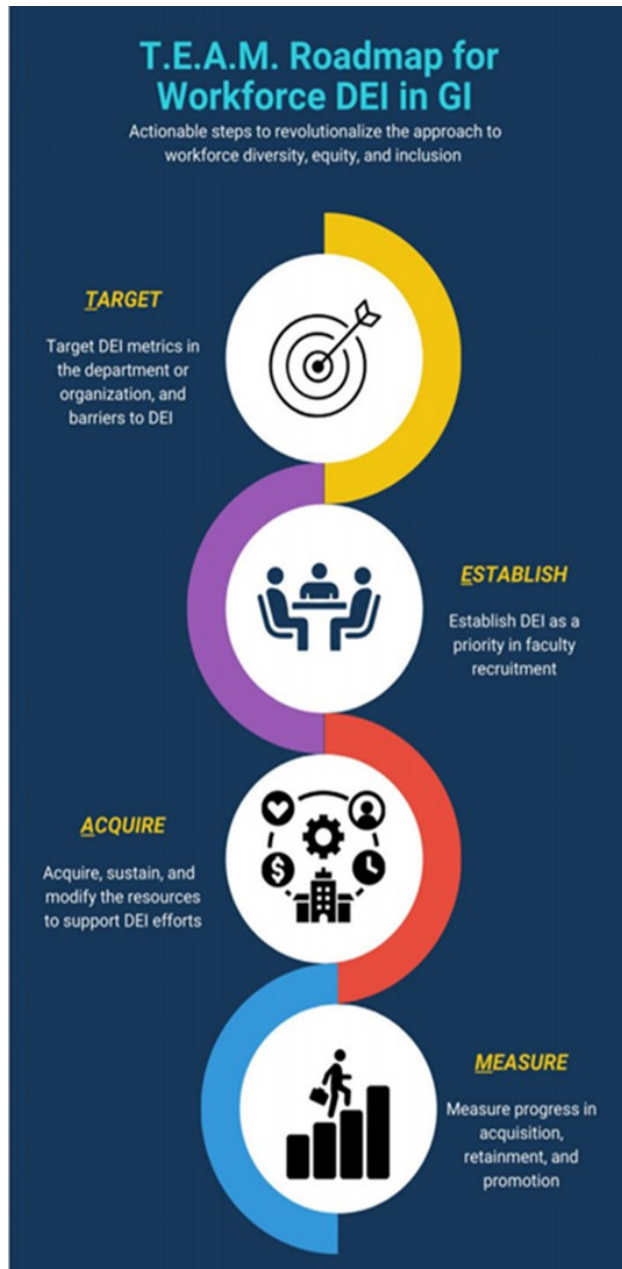 T.E.A.M. Roadmap for
Workforce DEI in GI
Actionable steps to revolutionalize the approach to
workforce diversity, equity, and inclusion
TARGET
Target DEI metrics in
the department or
organization, and
barriers to DEI
ESTABLISH
Establish DEI as a
priority in faculty
recruitment
ACQUIRE
Acquire, sustain, and
modify the resources
to support DEI efforts
$
MEASURE
Measure progress in
acquisition,
retainment, and
promotion